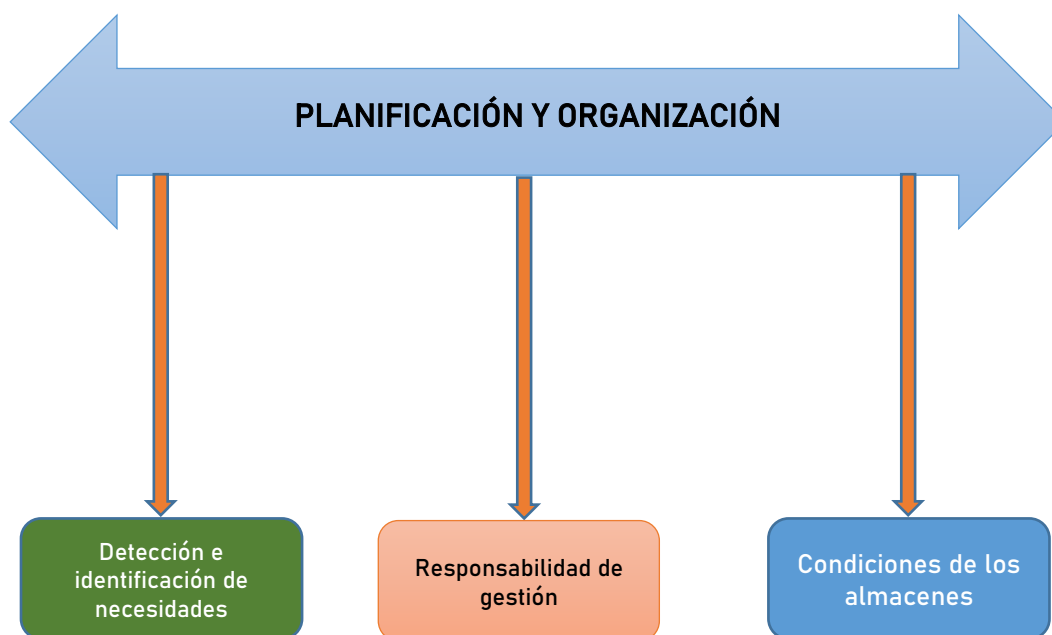 PLANIFICACIÓN Y ORGANIZACIÓN
Detección e
identificación de
necesidades
Responsabilidad de
gestión
Condiciones de los
almacenes